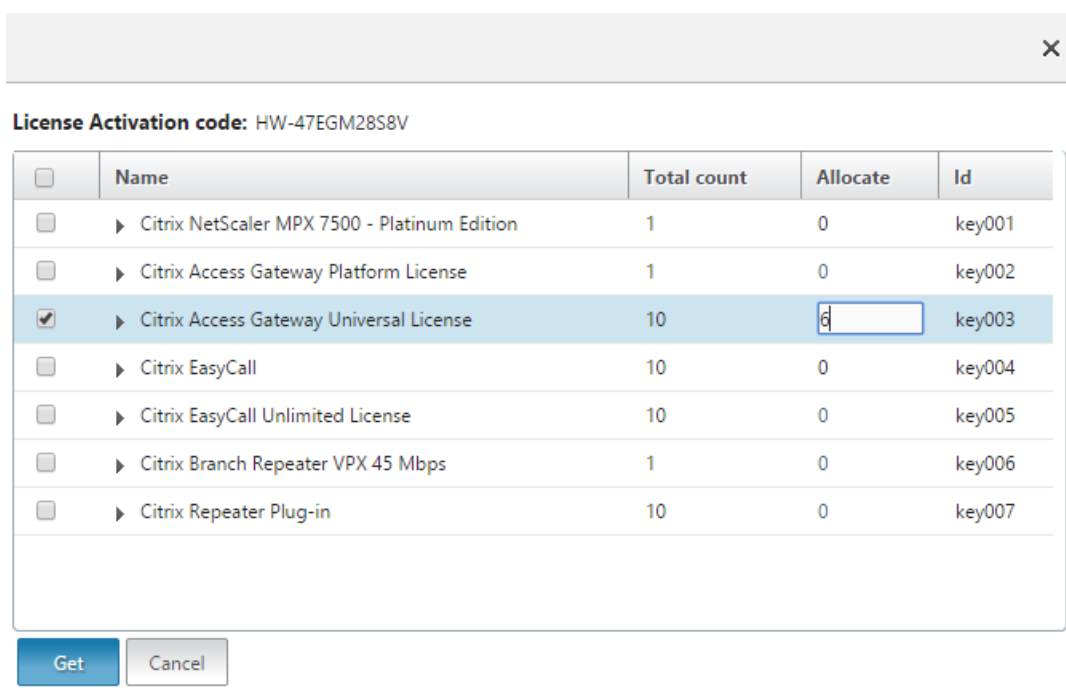 License Activation code: HW-47EGM28S8V
Name Total count Allocate Id
Citrix NetScaler MPX 7500 - Platinum Edition 1 0 key001
Citrix Access Gateway Platform License 1 0 key002
Citrix Access Gateway Universal License 10 6 key003
Citrix EasyCall 10 0 key004
Citrix EasyCall Unlimited License 10 0 key005
Citrix Branch Repeater VPX 45 Mbps 1 0 key006
Citrix Repeater Plug-in 10 0 key007
Get Cancel